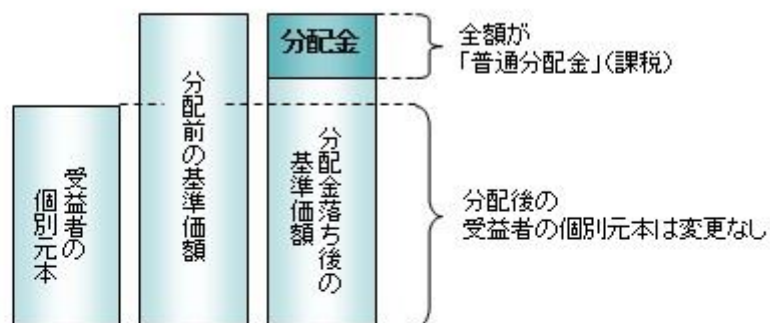 受益者の
個別元本
分配前の基準価額
分配金
分配金落ち後の
基準価額
全額が
「普通分配金」(課税)
分配後の
受益者の個別元本は変更なし